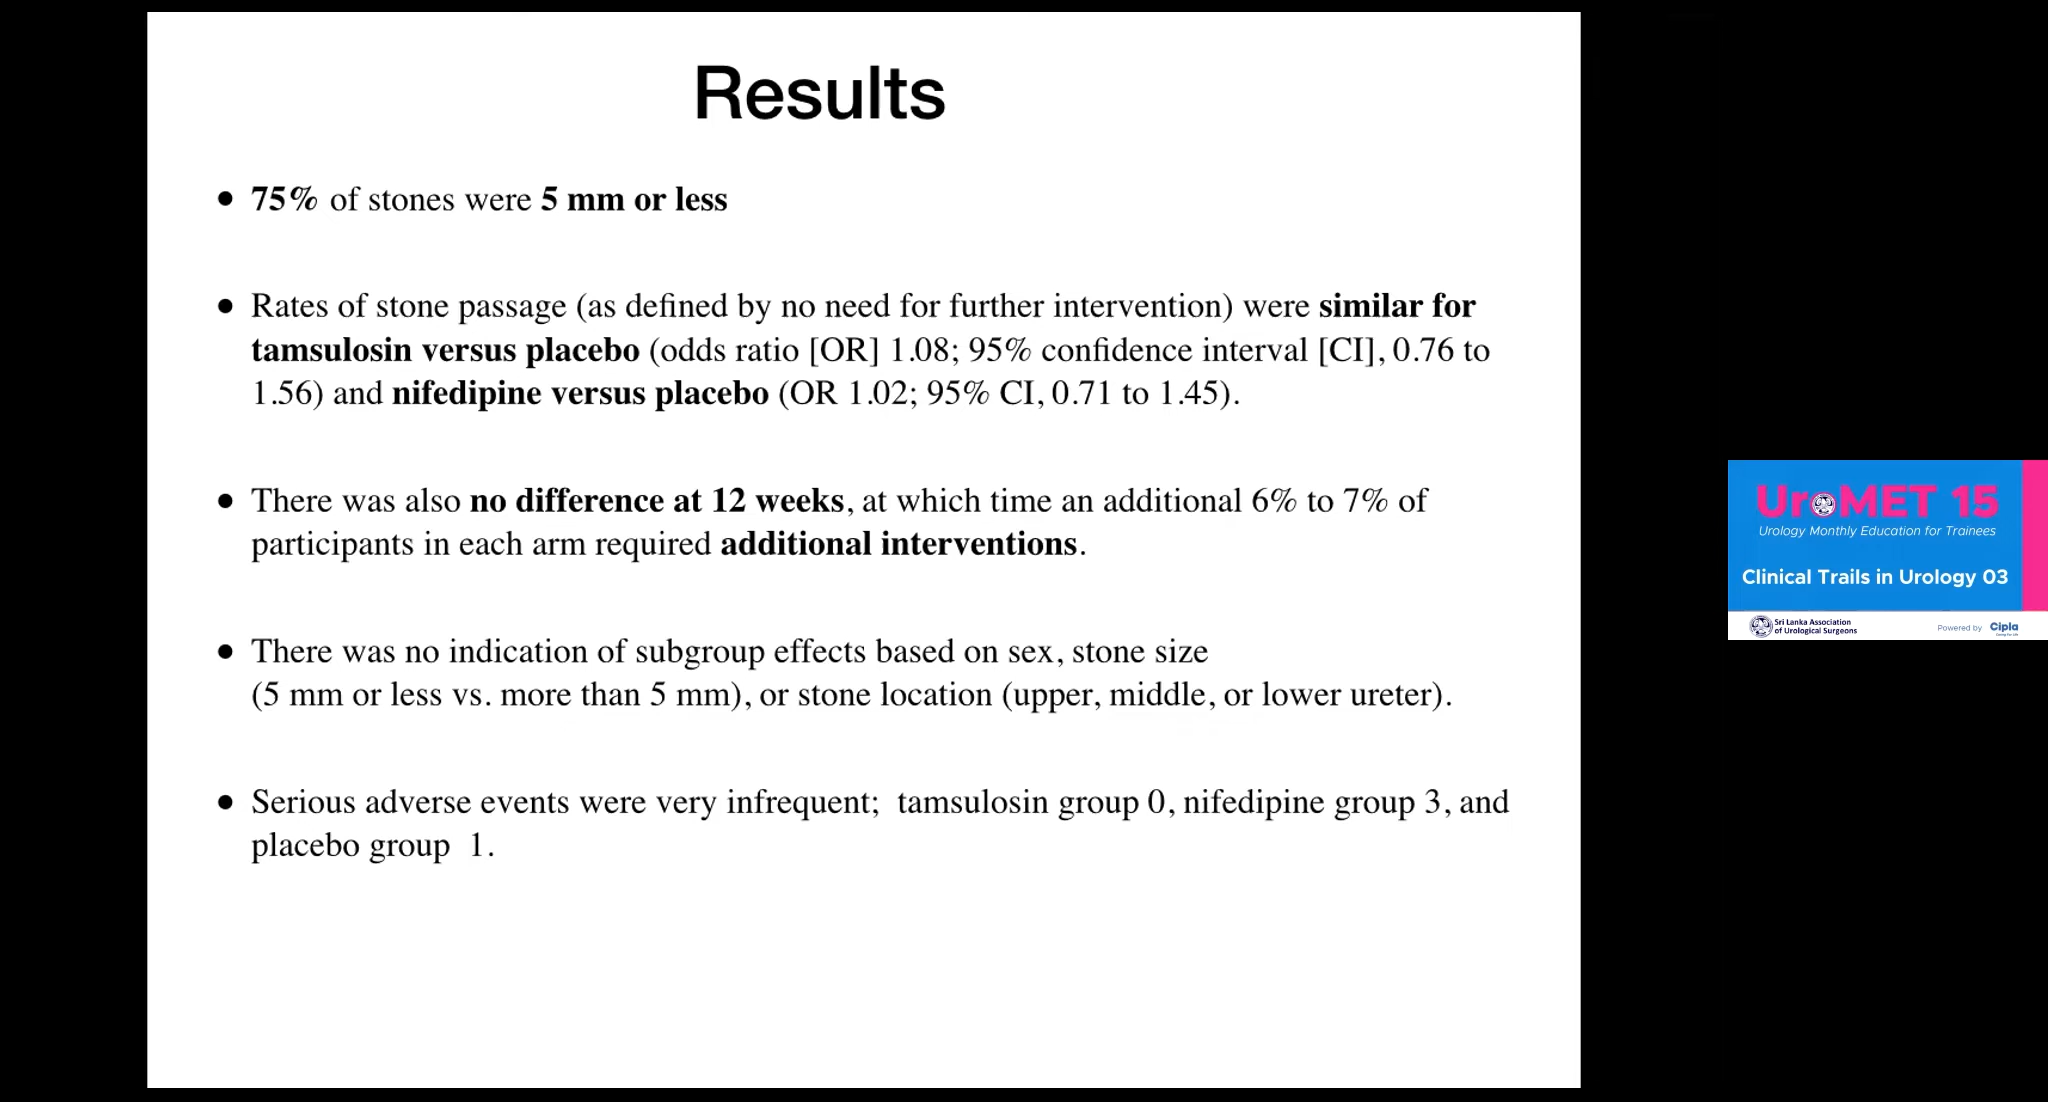 Results
• 75% of stones were 5 mm or less
• Rates of stone passage (as defined by no need for further intervention) were similar for
tamsulosin versus placebo (odds ratio [OR] 1.08; 95% confidence interval [CI], 0.76 to
1.56) and nifedipine versus placebo (OR 1.02; 95% CI, 0.71 to 1.45).
• There was also no difference at 12 weeks, at which time an additional 6% to 7% of
participants in each arm required additional interventions.
• There was no indication of subgroup effects based on sex, stone size
(5 mm or less vs. more than 5 mm), or stone location (upper, middle, or lower ureter).
• Serious adverse events were very infrequent;  tamsulosin group 0, nifedipine group 3, and
placebo group  1.
UroMET 15
Urology Monthly Education for Trainees
Clinical Trails in Urology 03
Sri Lanka Association
of Urological Surgeons
Powered by Cipla